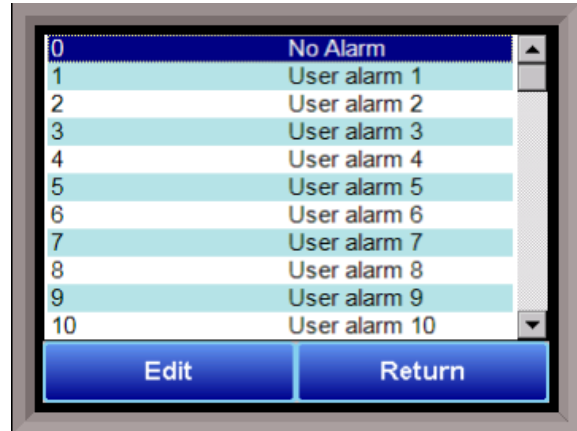 0 No Alarm
1 User alarm 1
2 User alarm 2
3 User alarm 3
4 User alarm 4
5 User alarm 5
6 User alarm 6
7 User alarm 7
8 User alarm 8
9 User alarm 9
10 User alarm 10
Edit Return